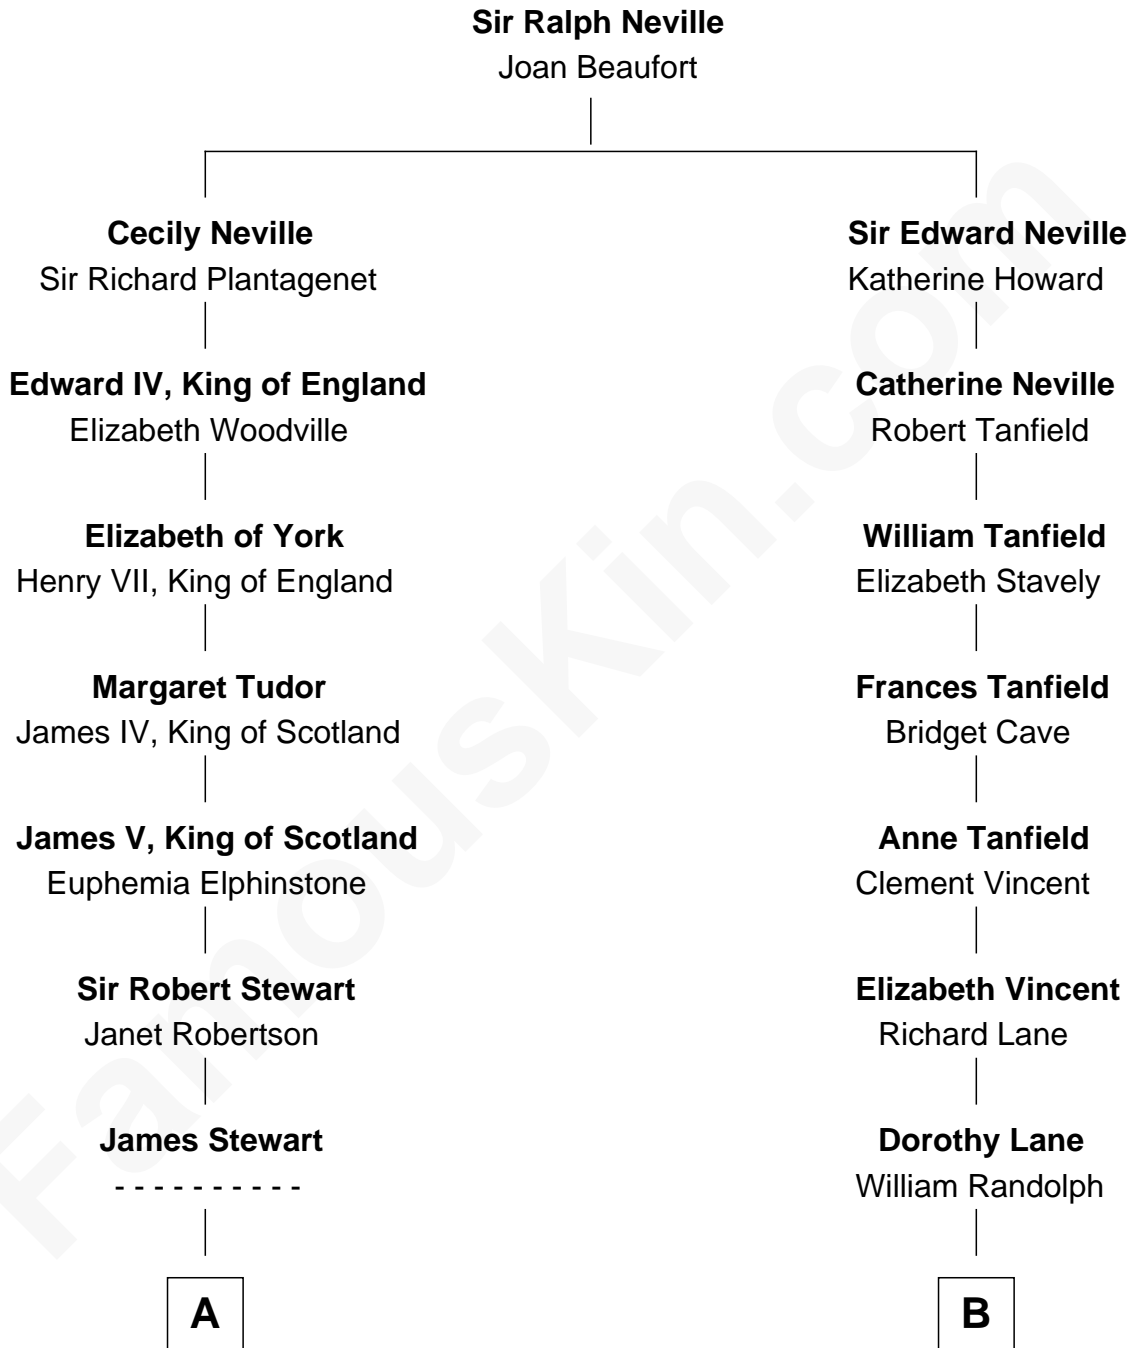 Sir Ralph Neville
Joan Beaufort
Cecily Neville
Sir Richard Plantagenet
Sir Edward Neville
Katherine Howard
Edward IV, King of England
Elizabeth Woodville
Catherine Neville
Robert Tanfield
Elizabeth of York
Henry VII, King of England
William Tanfield
Elizabeth Stavely
Margaret Tudor
James IV, King of Scotland
Frances Tanfield
Bridget Cave
James V, King of Scotland
Euphemia Elphinstone
Anne Tanfield
Clement Vincent
Sir Robert Stewart
Janet Robertson
Elizabeth Vincent
Richard Lane
James Stewart
- - - - - - - - - -
Dorothy Lane
William Randolph
A
B
FamousKin.com